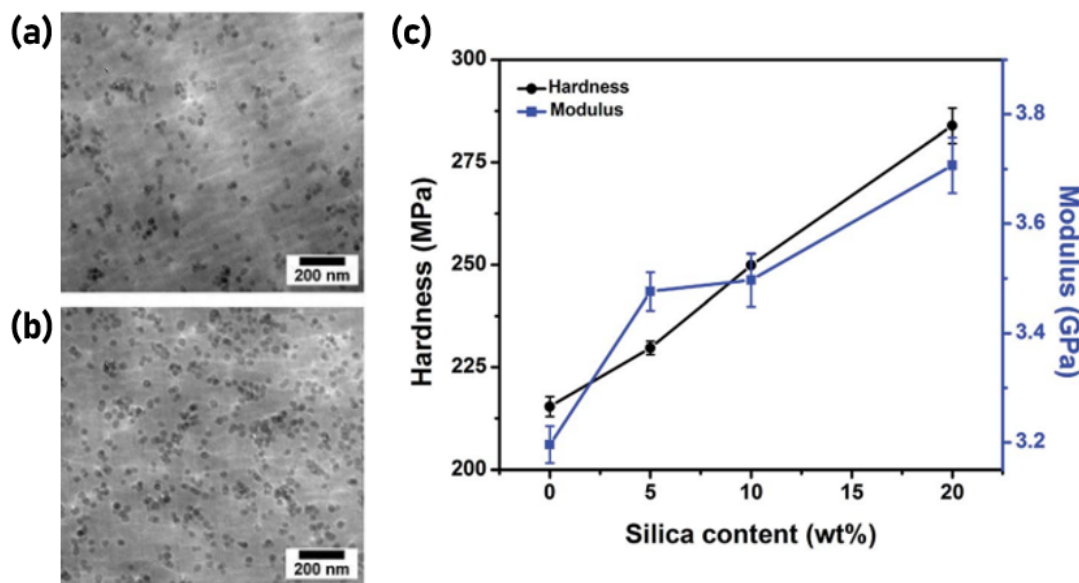 (a)
200 nm
(b)
200 nm
(c)
Hardness
Modulus
Hardness (MPa)
300
275
250
225
200
0 5 10 15 20
Silica content (wt%)
3.8
3.6
3.4
3.2
Modulus (GPa)